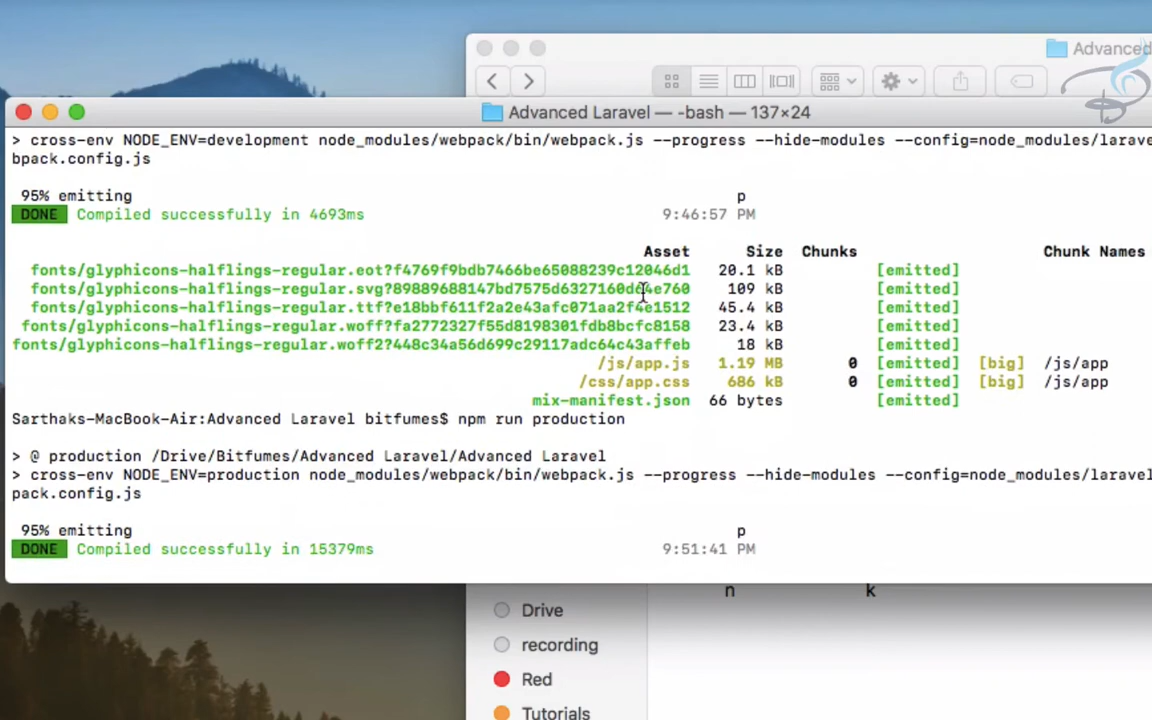 Advanced
Advanced Laravel — -bash — 137×24
> cross-env NODE_ENV=development node_modules/webpack/bin/webpack.js --progress --hide-modules --config=node_modules/larave
bpack.config.js
95% emitting p
DONE Compiled successfully in 4693ms 9:46:57 PM
Asset Size Chunks Chunk Names
fonts/glyphicons-halflings-regular.eot?f4769f9bdb7466be65088239c12046d1 20.1 kB [emitted]
fonts/glyphicons-halflings-regular.svg?89889688147bd7575d6327160d64e760 109 kB [emitted]
fonts/glyphicons-halflings-regular.ttf?e18bbf611f2a2e43afc071aa2f4e1512 45.4 kB [emitted]
fonts/glyphicons-halflings-regular.woff?fa2772327f55d8198301fdb8bcfc8158 23.4 kB [emitted]
fonts/glyphicons-halflings-regular.woff2?448c34a56d699c29117adc64c43affeb 18 kB [emitted]
/js/app.js 1.19 MB 0 [emitted] [big] /js/app
/css/app.css 686 kB 0 [emitted] [big] /js/app
mix-manifest.json 66 bytes [emitted]
Sarthaks-MacBook-Air:Advanced Laravel bitfumes$ npm run production
> @ production /Drive/Bitfumes/Advanced Laravel/Advanced Laravel
> cross-env NODE_ENV=production node_modules/webpack/bin/webpack.js --progress --hide-modules --config=node_modules/laravel
pack.config.js
95% emitting p
DONE Compiled successfully in 15379ms 9:51:41 PM
n k
Drive
recording
Red
Tutorials